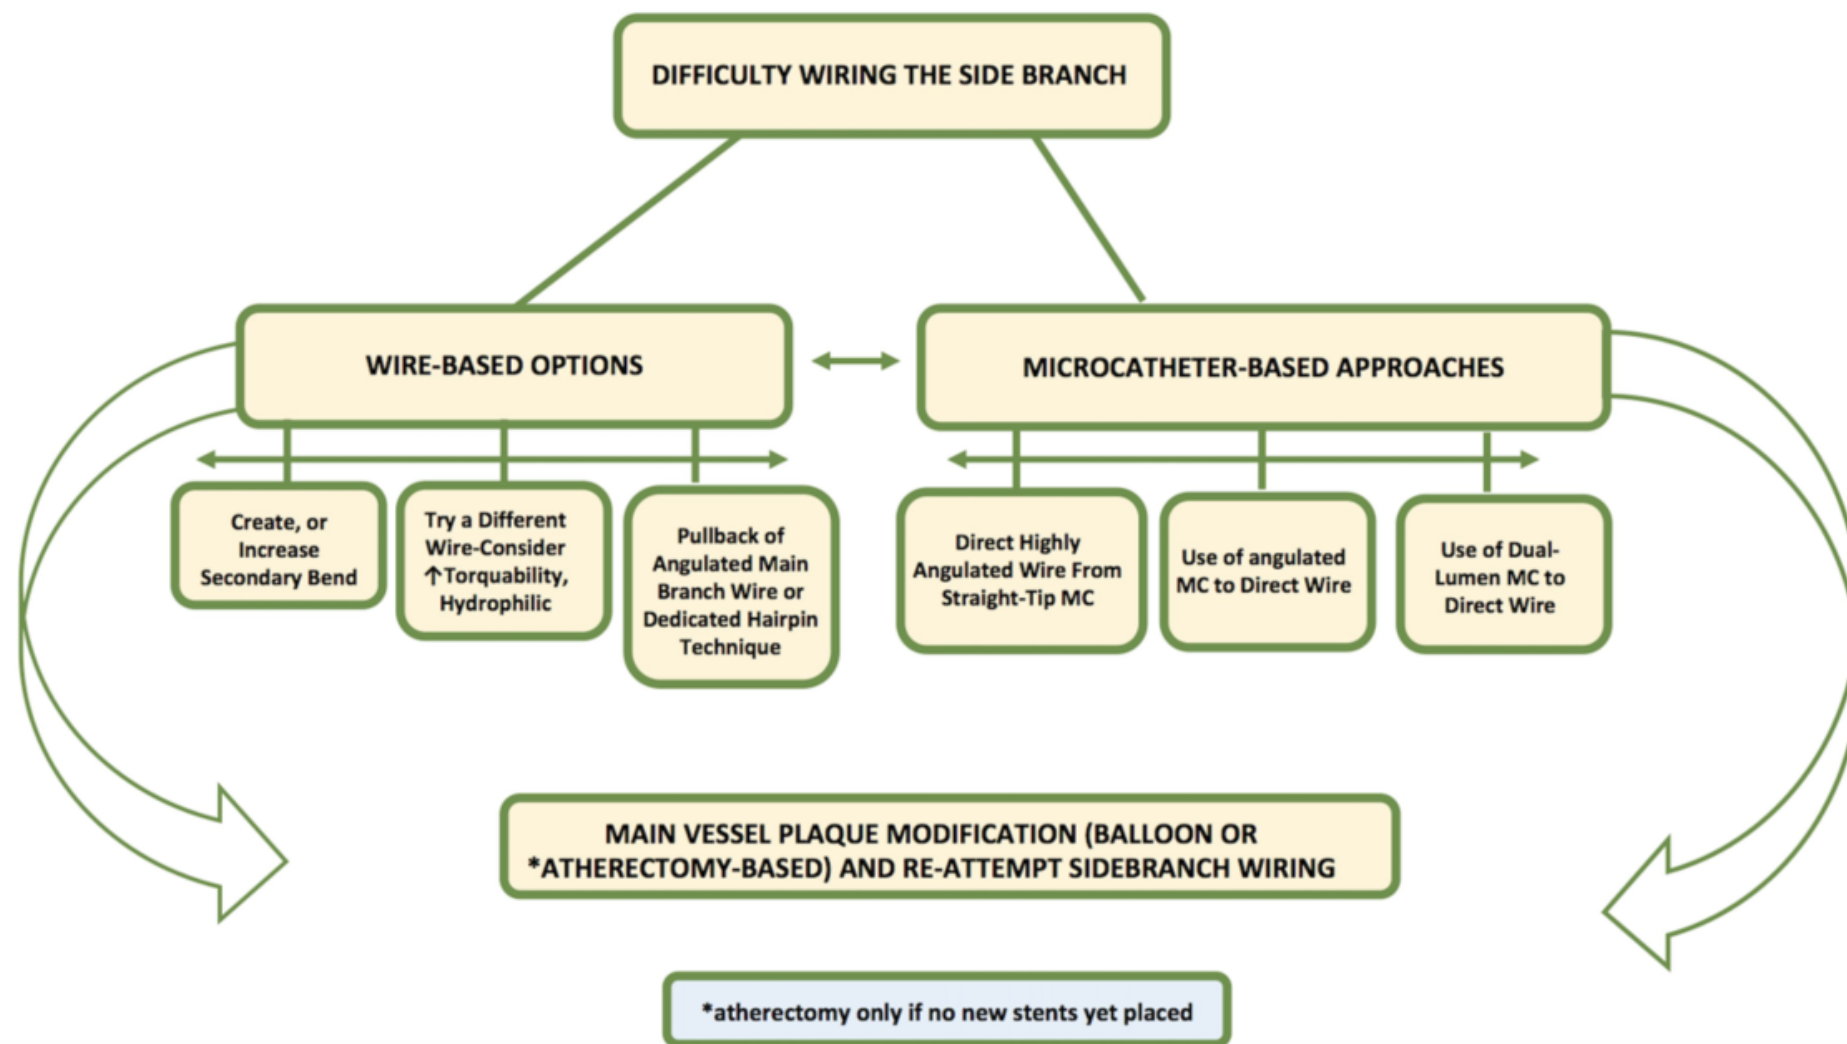 DIFFICULTY WIRING THE SIDE BRANCH
WIRE-BASED OPTIONS
MICROCATHETER-BASED APPROACHES
Create, or
Increase
Secondary Bend
Try a Different
Wire-Consider
↑Torquability,
Hydrophilic
Pullback of
Angulated Main
Branch Wire or
Dedicated Hairpin
Technique
Direct Highly
Angulated Wire From
Straight-Tip MC
Use of angulated
MC to Direct Wire
Use of Dual-
Lumen MC to
Direct Wire
MAIN VESSEL PLAQUE MODIFICATION (BALLOON OR
*ATHERECTOMY-BASED) AND RE-ATTEMPT SIDEBRANCH WIRING
*atherectomy only if no new stents yet placed